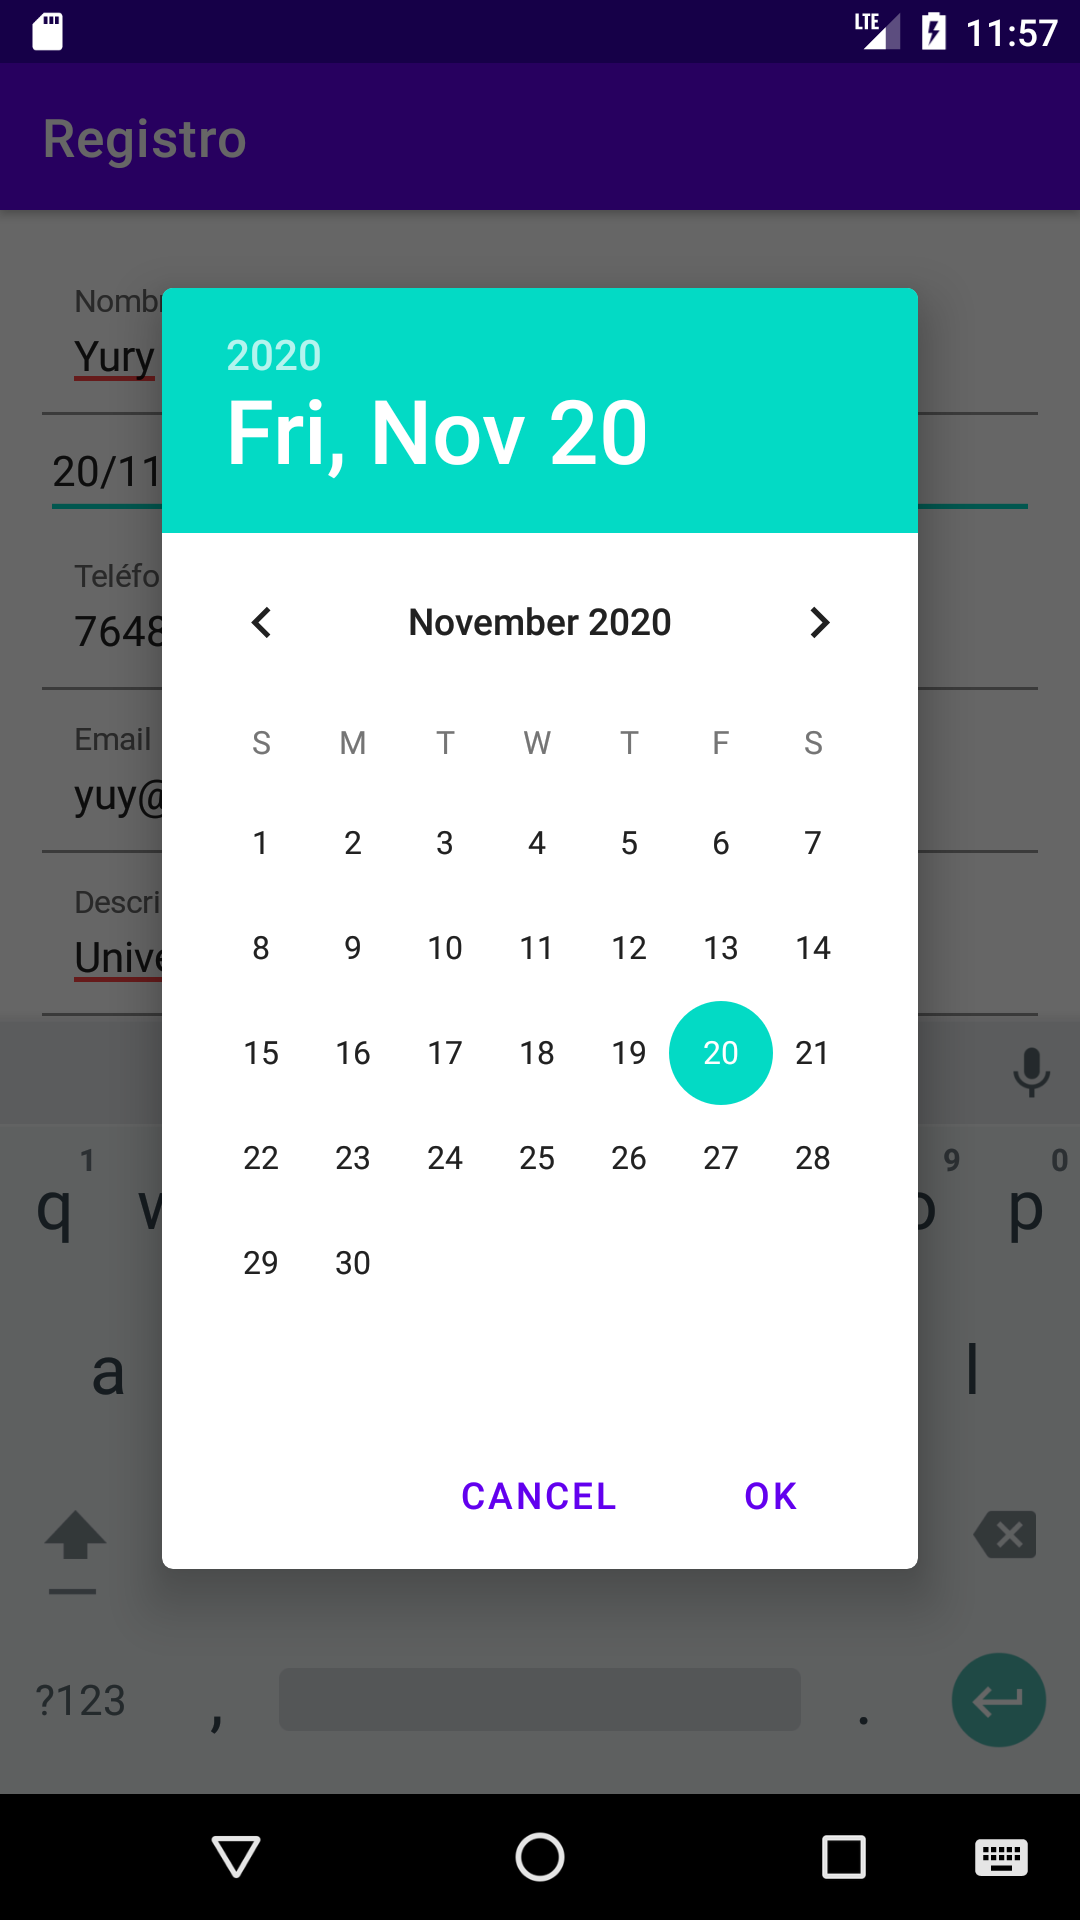 LTE 11:57
Registro
Nombr
Yury
20/11
Teléfo
7648
Email
yuy@
Descri
Unive
2020
Fri, Nov 20
November 2020
S M T W T F S
1 2 3 4 5 6 7
8 9 10 11 12 13 14
15 16 17 18 19 20 21
22 23 24 25 26 27 28
29 30
CANCEL OK
1 9 0
q w o p
a l
?123 , .